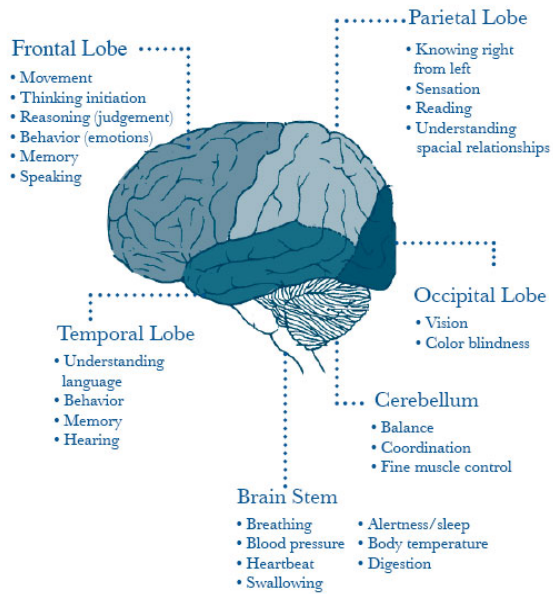 Frontal Lobe
• Movement
• Thinking initiation
• Reasoning (judgement)
• Behavior (emotions)
• Memory
• Speaking
Parietal Lobe
• Knowing right
from left
• Sensation
• Reading
• Understanding
spacial relationships
Occipital Lobe
• Vision
• Color blindness
Temporal Lobe
• Understanding
language
• Behavior
• Memory
• Hearing
Cerebellum
• Balance
• Coordination
• Fine muscle control
Brain Stem
• Breathing
• Blood pressure
• Heartbeat
• Swallowing
• Alertness/sleep
• Body temperature
• Digestion